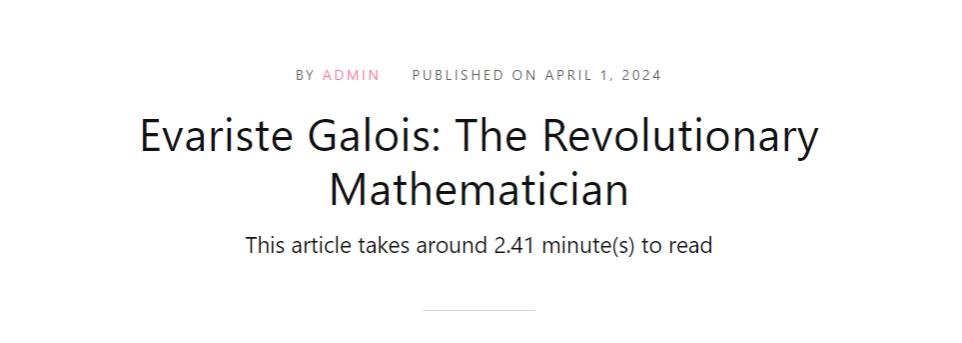 BY ADMIN PUBLISHED ON APRIL 1, 2024
Evariste Galois: The Revolutionary
Mathematician
This article takes around 2.41 minute(s) to read